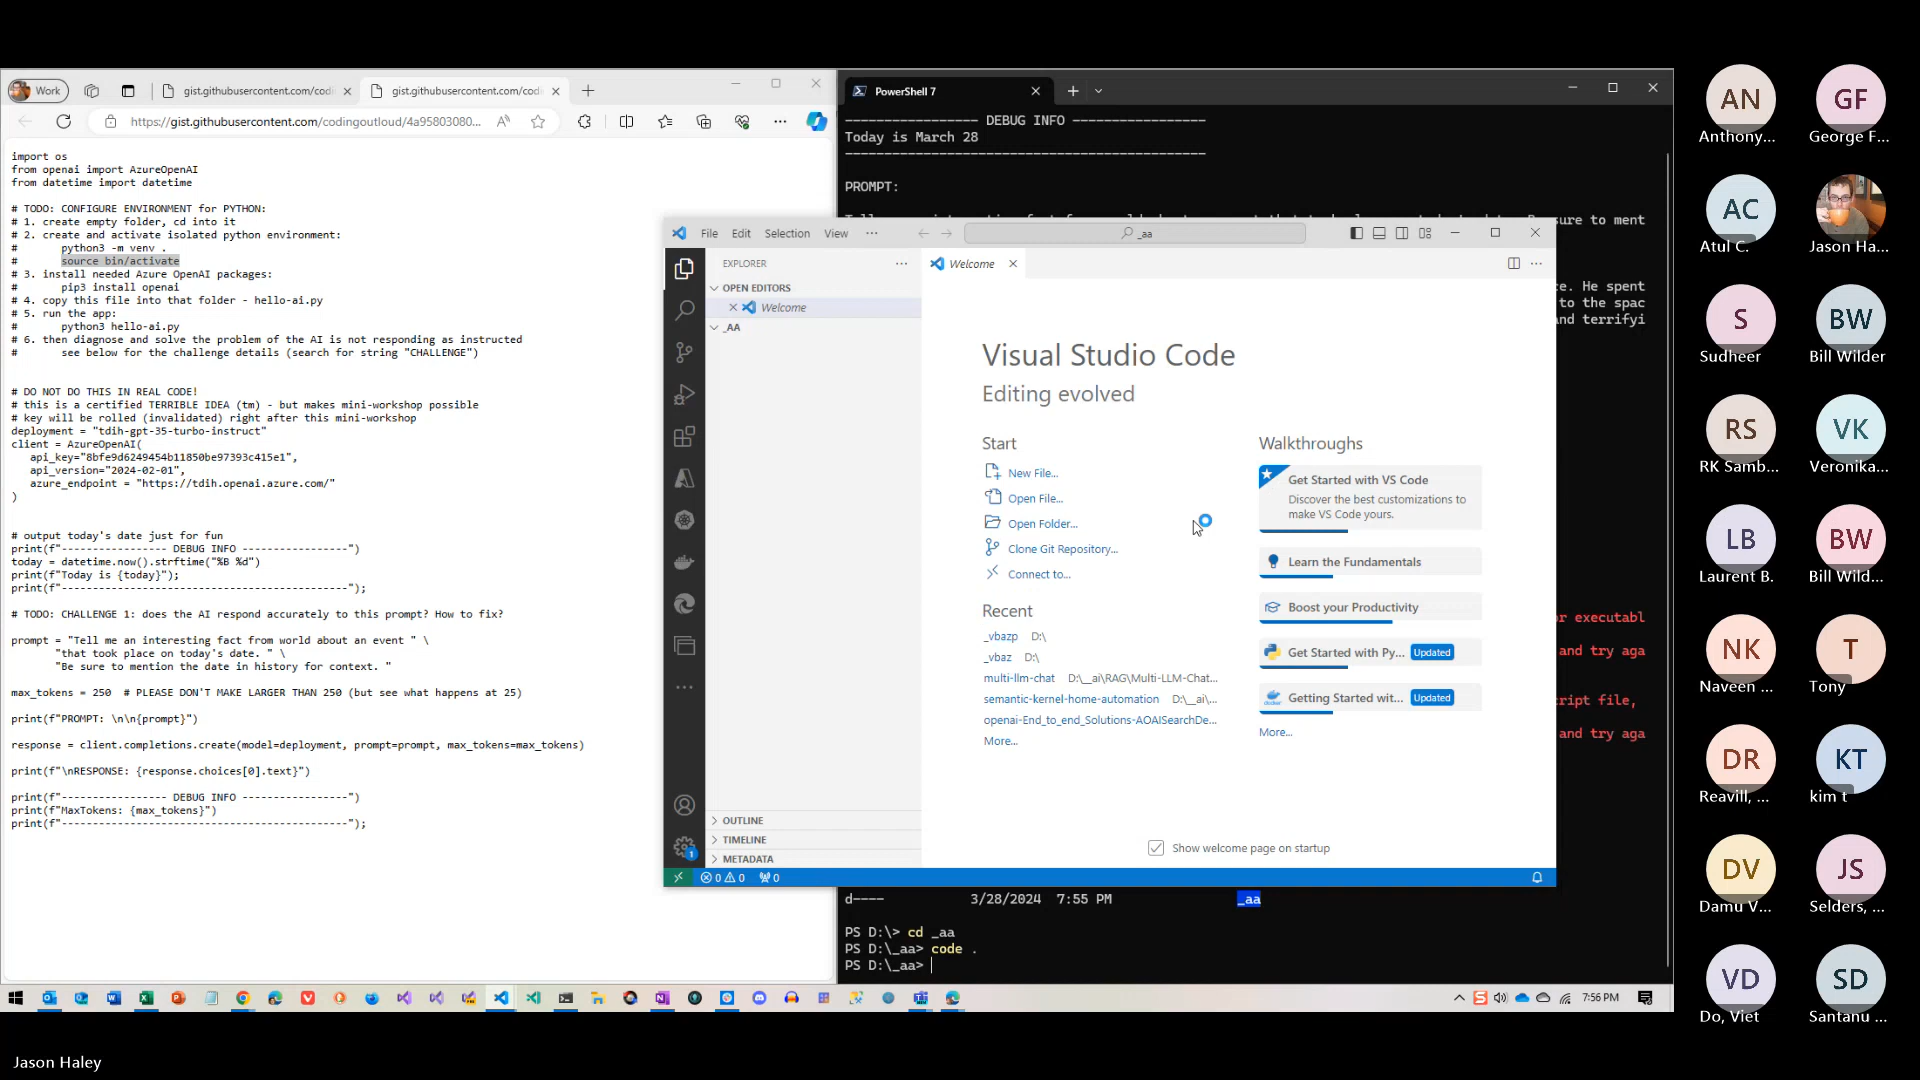 Work
gist.githubusercontent.com/codi
gist.githubusercontent.com/codi
https://gist.githubusercontent.com/codingoutloud/4a95803080...
import os
from openai import AzureOpenAI
from datetime import datetime
# TODO: CONFIGURE ENVIRONMENT for PYTHON:
# 1. create empty folder, cd into it
# 2. create and activate isolated python environment:
#      python3 -m venv .
#      source bin/activate
# 3. install needed Azure OpenAI packages:
#      pip3 install openai
# 4. copy this file into that folder - hello-ai.py
# 5. run the app:
#      python3 hello-ai.py
# 6. then diagnose and solve the problem of the AI is not responding as instructed
#      see below for the challenge details (search for string "CHALLENGE")
# DO NOT DO THIS IN REAL CODE!
# this is a certified TERRIBLE IDEA (tm) - but makes mini-workshop possible
# key will be rolled (invalidated) right after this mini-workshop
deployment = "tdih-gpt-35-turbo-instruct"
client = AzureOpenAI(
api_key="8bfe9d6249454b11850be97393c415e1",
api_version="2024-02-01",
azure_endpoint = "https://tdih.openai.azure.com/"
)
# output today's date just for fun
print(f"----------------- DEBUG INFO -----------------")
today = datetime.now().strftime("%B %d")
print(f"Today is {today}");
print(f"----------------------------------------------");
# TODO: CHALLENGE 1: does the AI respond accurately to this prompt? How to fix?
prompt = "Tell me an interesting fact from world about an event " \
"that took place on today's date. " \
"Be sure to mention the date in history for context. "
max_tokens = 250  # PLEASE DON'T MAKE LARGER THAN 250 (but see what happens at 25)
print(f"PROMPT: \n\n{prompt}")
response = client.completions.create(model=deployment, prompt=prompt, max_tokens=max_tokens)
print(f"\nRESPONSE: {response.choices[0].text}")
print(f"----------------- DEBUG INFO -----------------")
print(f"MaxTokens: {max_tokens}")
print(f"----------------------------------------------");
PowerShell 7
----------------- DEBUG INFO -----------------
Today is March 28
----------------------------------------------
PROMPT:
re to ment
e. He spent
to the spac
and terrifyi
r executabl
and try aga
ript file,
and try aga
File
Edit
Selection
View
_aa
EXPLORER
OPEN EDITORS
Welcome
_AA
OUTLINE
TIMELINE
METADATA
Welcome
Visual Studio Code
Editing evolved
Start
New File...
Open File...
Open Folder...
Clone Git Repository...
Connect to...
Recent
_vbazp D:\
_vbaz D:\
multi-llm-chat D:\__ai\RAG\Multi-LLM-Chat...
semantic-kernel-home-automation D:\__ai\...
openai-End_to_end_Solutions-AOAISearchDe...
More...
Walkthroughs
Get Started with VS Code
Discover the best customizations to
make VS Code yours.
Learn the Fundamentals
Boost your Productivity
Get Started with Py... Updated
Getting Started wit... Updated
More...
Show welcome page on startup
1
0 0 0
d---- 3/28/2024 7:55 PM _aa
PS D:\> cd _aa
PS D:\_aa> code .
PS D:\_aa>
7:56 PM
AN
Anthony...
GF
George F...
AC
Atul C.
Jason Ha...
S
Sudheer
BW
Bill Wilder
RS
RK Samb...
VK
Veronika...
LB
Laurent B.
BW
Bill Wild...
NK
Naveen ...
T
Tony
DR
Reavill, ...
KT
kim t
DV
Damu V...
JS
Selders, ...
VD
Do, Viet
SD
Santanu ...
Jason Haley